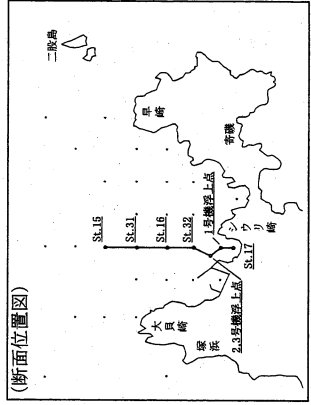 (断面位置図)
二股島
早崎
寄磯
St.15
St.31
St.16
St.32
1号機浮上点
シウリ崎
St.17
2.3号機浮上点
大貝崎
塚浜